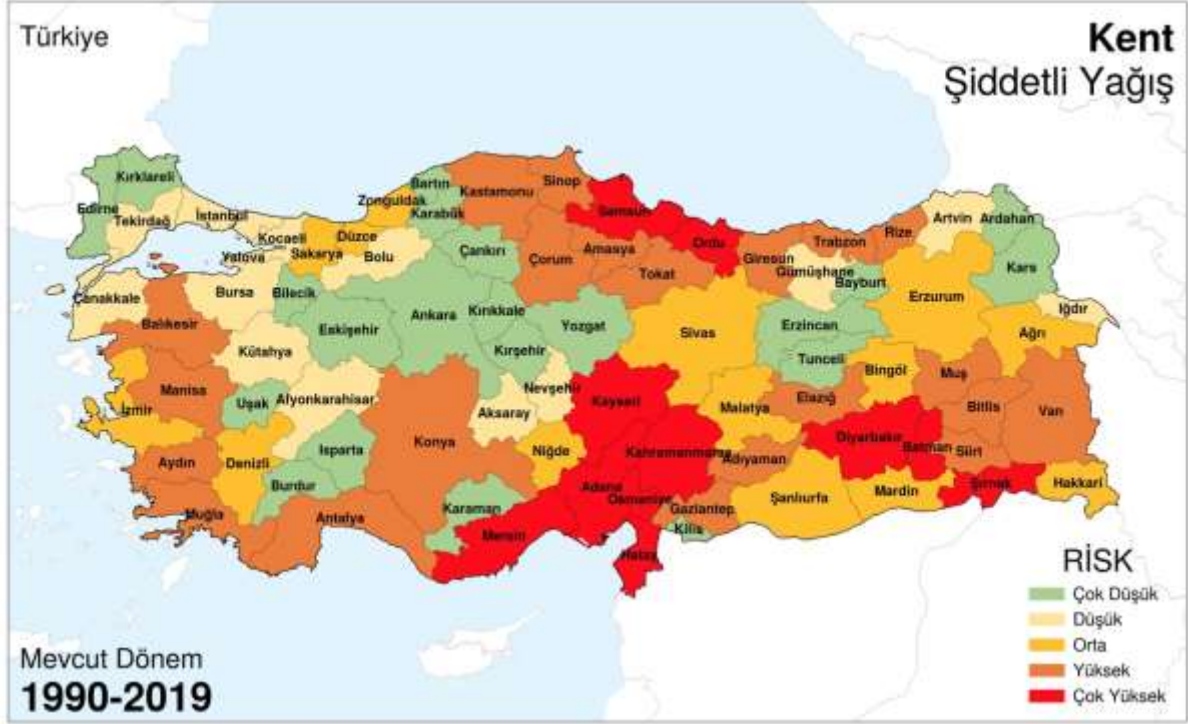 Türkiye
Kent
Şiddetli Yağış
Kırklareli
Edirne
Tekirdağ
İstanbul
Kocaeli
Yalova
Sakarya
Düzce
Zonguldak
Bartın
Karabük
Kastamonu
Sinop
Samsun
Ordu
Giresun
Trabzon
Rize
Artvin
Ardahan
Kars
Gümüşhane
Bayburt
Erzurum
Iğdır
Ağrı
Çanakkale
Balıkesir
Bursa
Bilecik
Bolu
Çankırı
Çorum
Amasya
Tokat
Eskişehir
Ankara
Kırıkkale
Yozgat
Sivas
Erzincan
Tunceli
Bingöl
Muş
Kütahya
Kırşehir
Nevşehir
Kayseri
Malatya
Elazığ
Bitlis
Van
Manisa
Uşak
Afyonkarahisar
Aksaray
İzmir
Konya
Niğde
Kahramanmaraş
Adıyaman
Diyarbakır
Batman
Siirt
Aydın
Denizli
Isparta
Burdur
Şırnak
Hakkari
Muğla
Antalya
Karaman
Mersin
Adana
Osmaniye
Gaziantep
Kilis
Hatay
Şanlıurfa
Mardin
RİSK
Çok Düşük
Düşük
Orta
Yüksek
Çok Yüksek
Mevcut Dönem
1990-2019